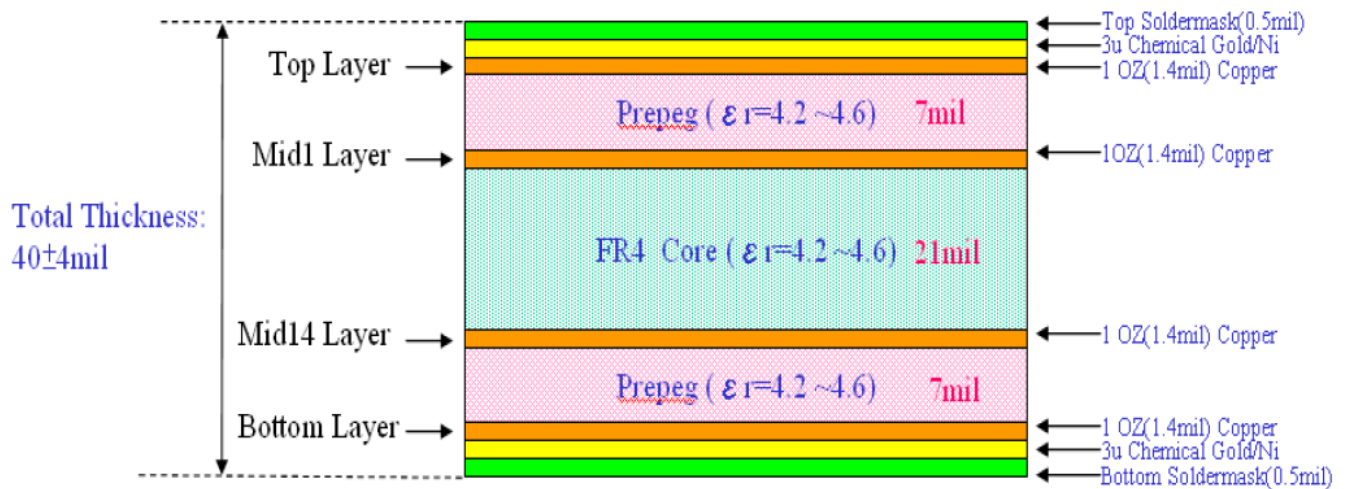 Top Soldermask(0.5mil)
3u Chemical Gold/Ni
Top Layer
1 OZ(1.4mil) Copper
Prepeg ( ε r=4.2 ~4.6) 7mil
Mid1 Layer
1OZ(1.4mil) Copper
Total Thickness:
40±4mil
FR4 Core ( ε r=4.2~4.6) 21mil
Mid14 Layer
1 OZ(1.4mil) Copper
Prepeg ( ε r=4.2 ~4.6) 7mil
Bottom Layer
1 OZ(1.4mil) Copper
3u Chemical Gold/Ni
Bottom Soldermask(0.5mil)